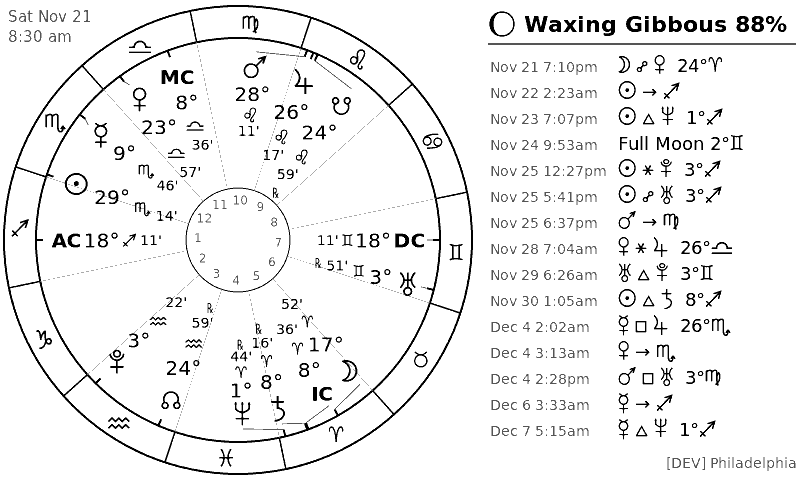 Sat Nov 21
8:30 am
MC
8°
♎
57'
♂
28°
♌
11'
♃
26°
♌
17'
☋
24°
♌
59'
℞
♀
23°
♎
36'
☿
9°
♏
46'
☉
29°
♏
14'
AC 18° ♐ 11'
11' ♊ 18° DC
℞ 51' ♊ 3° ♅
12 11 10 9 8
1 7
2 3 4 5 6
22'
♒
3°
♇
℞
59'
♒
24°
☊
℞
44'
♈
1°
♆
℞
16'
♈
8°
♄
36'
♈
8°
IC
52'
♈
17°
☽
♍ ♌ ♋ ♊ ♉ ♈ ♓ ♒ ♑ ♐ ♏ ♎
Waxing Gibbous 88%
Nov 21 7:10pm ☽ ☍ ♀ 24°♈
Nov 22 2:23am ☉ → ♐
Nov 23 7:07pm ☉ △ ♆ 1°♐
Nov 24 9:53am Full Moon 2°♊
Nov 25 12:27pm ☉ ⚹ ♇ 3°♐
Nov 25 5:41pm ☉ ☍ ♅ 3°♐
Nov 25 6:37pm ♂ → ♍
Nov 28 7:04am ♀ ⚹ ♃ 26°♎
Nov 29 6:26am ♅ △ ♇ 3°♊
Nov 30 1:05am ☉ △ ♄ 8°♐
Dec 4 2:02am ☿ □ ♃ 26°♏
Dec 4 3:13am ♀ → ♏
Dec 4 2:28pm ♂ □ ♅ 3°♍
Dec 6 3:33am ☿ → ♐
Dec 7 5:15am ☿ △ ♆ 1°♐
[DEV] Philadelphia